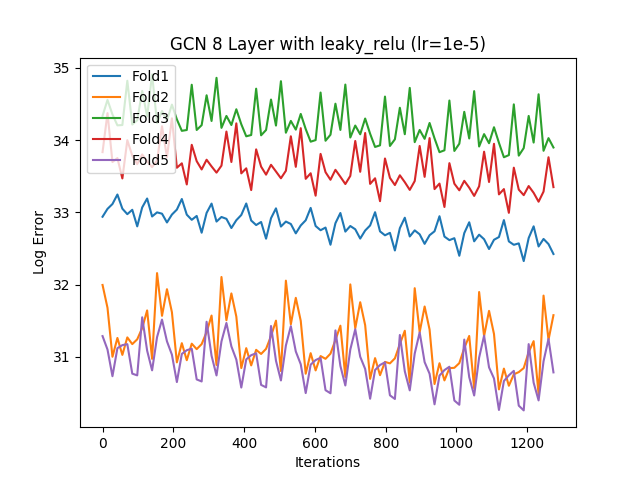 GCN 8 Layer with leaky_relu (lr=1e-5)
Log Error
35
34
33
32
31
Fold1
Fold2
Fold3
Fold4
Fold5
0 200 400 600 800 1000 1200
Iterations